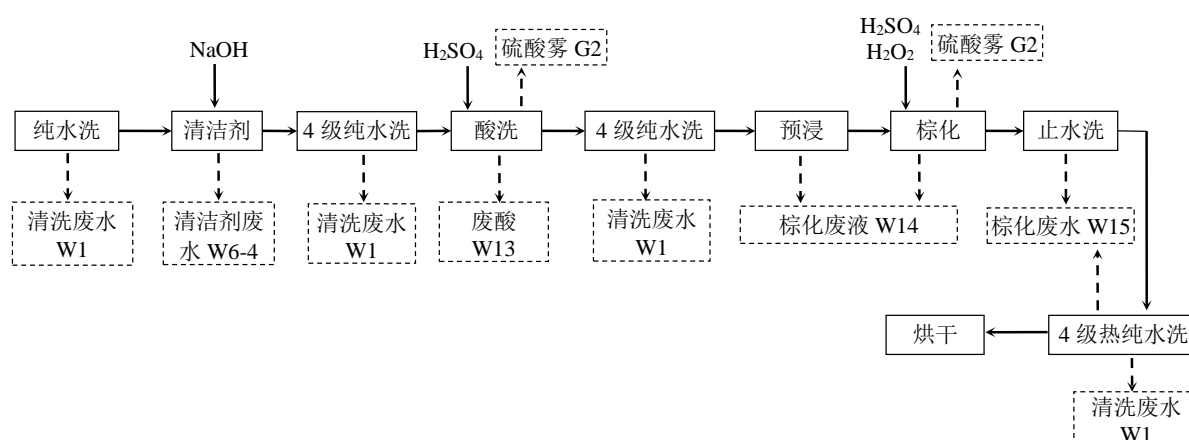 NaOH
H₂SO₄
硫酸雾 G2
H₂SO₄
H₂O₂
硫酸雾 G2
纯水洗
清洁剂
4 级纯水洗
酸洗
4 级纯水洗
预浸
棕化
止水洗
清洗废水
W1
清洁剂废
水 W6-4
清洗废水
W1
废酸
W13
清洗废水
W1
棕化废液 W14
棕化废水 W15
烘干
4 级热纯水洗
清洗废水
W1